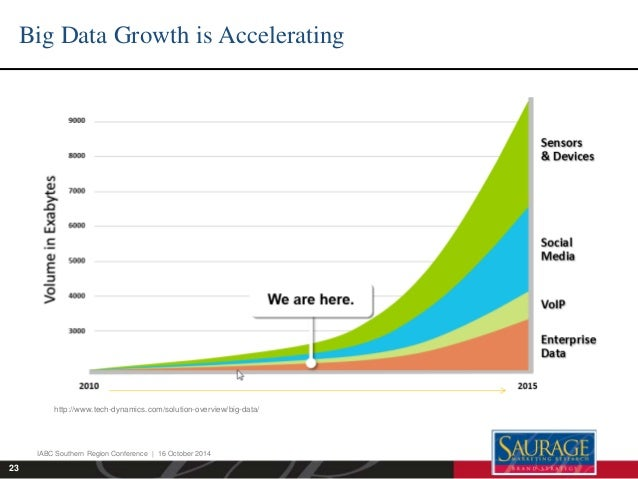 Big Data Growth is Accelerating
9000
8000
7000
6000
5000
4000
3000
Volume in Exabytes
Sensors
& Devices
Social
Media
VoIP
Enterprise
Data
We are here.
2010
2015
http://www.tech-dynamics.com/solution-overview/big-data/
IABC Southern Region Conference | 16 October 2014
23
SAURAGE
MARKETING RESEARCH
BRAND STRATEGY